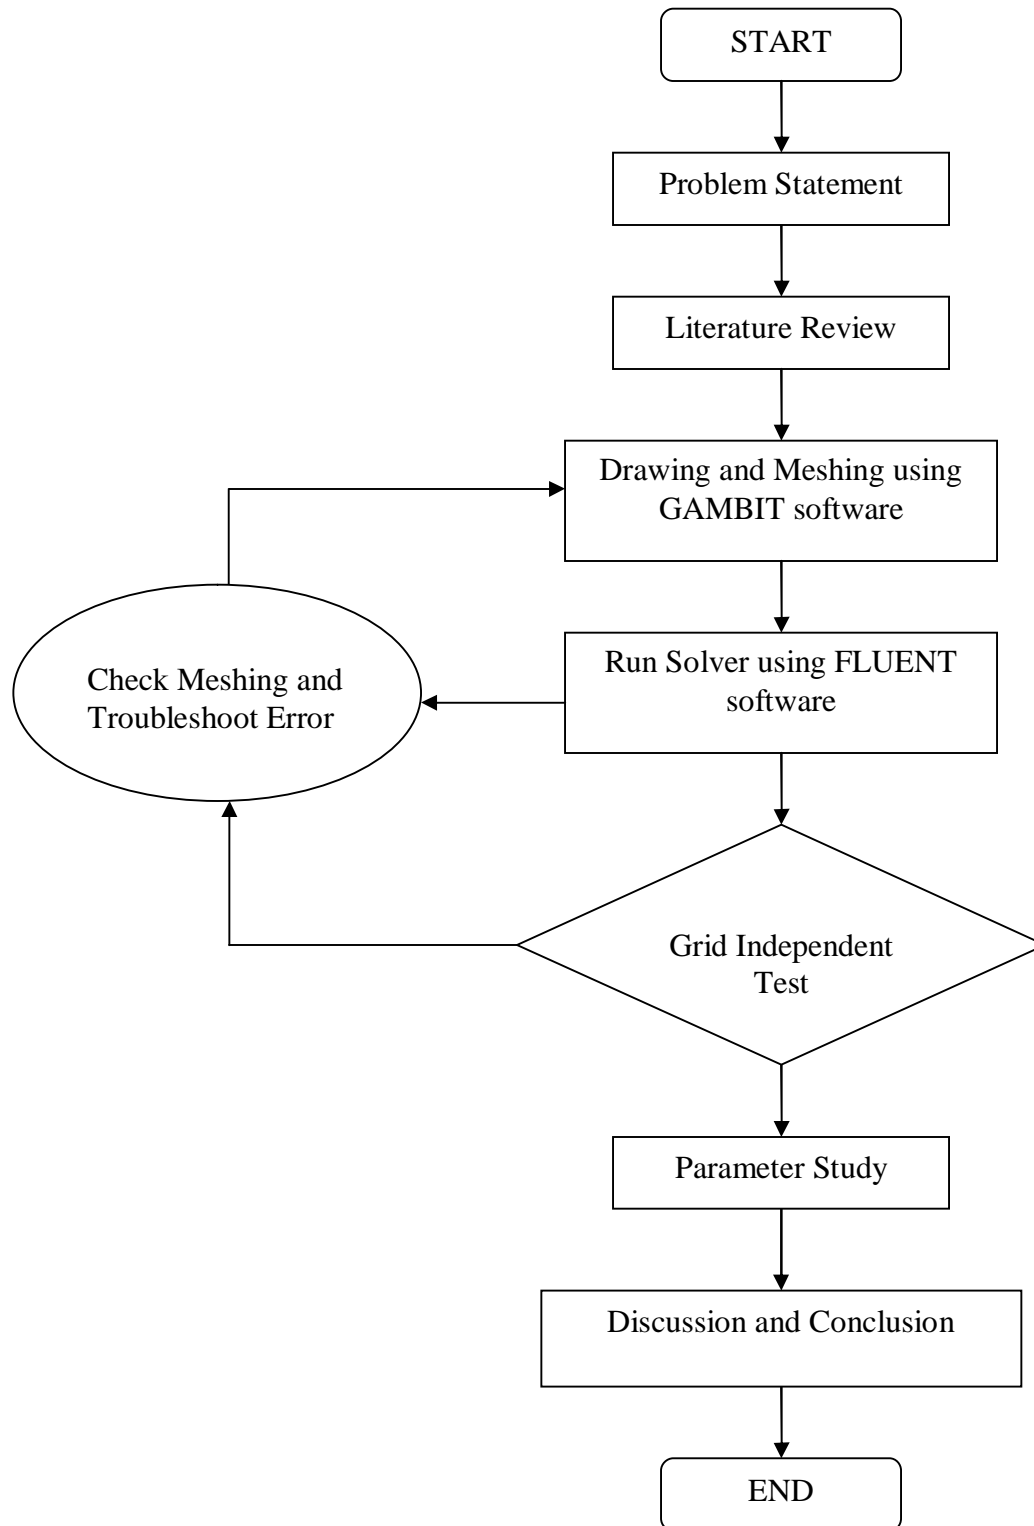 START
Problem Statement
Literature Review
Drawing and Meshing using
GAMBIT software
Run Solver using FLUENT
software
Check Meshing and
Troubleshoot Error
Grid Independent
Test
Parameter Study
Discussion and Conclusion
END